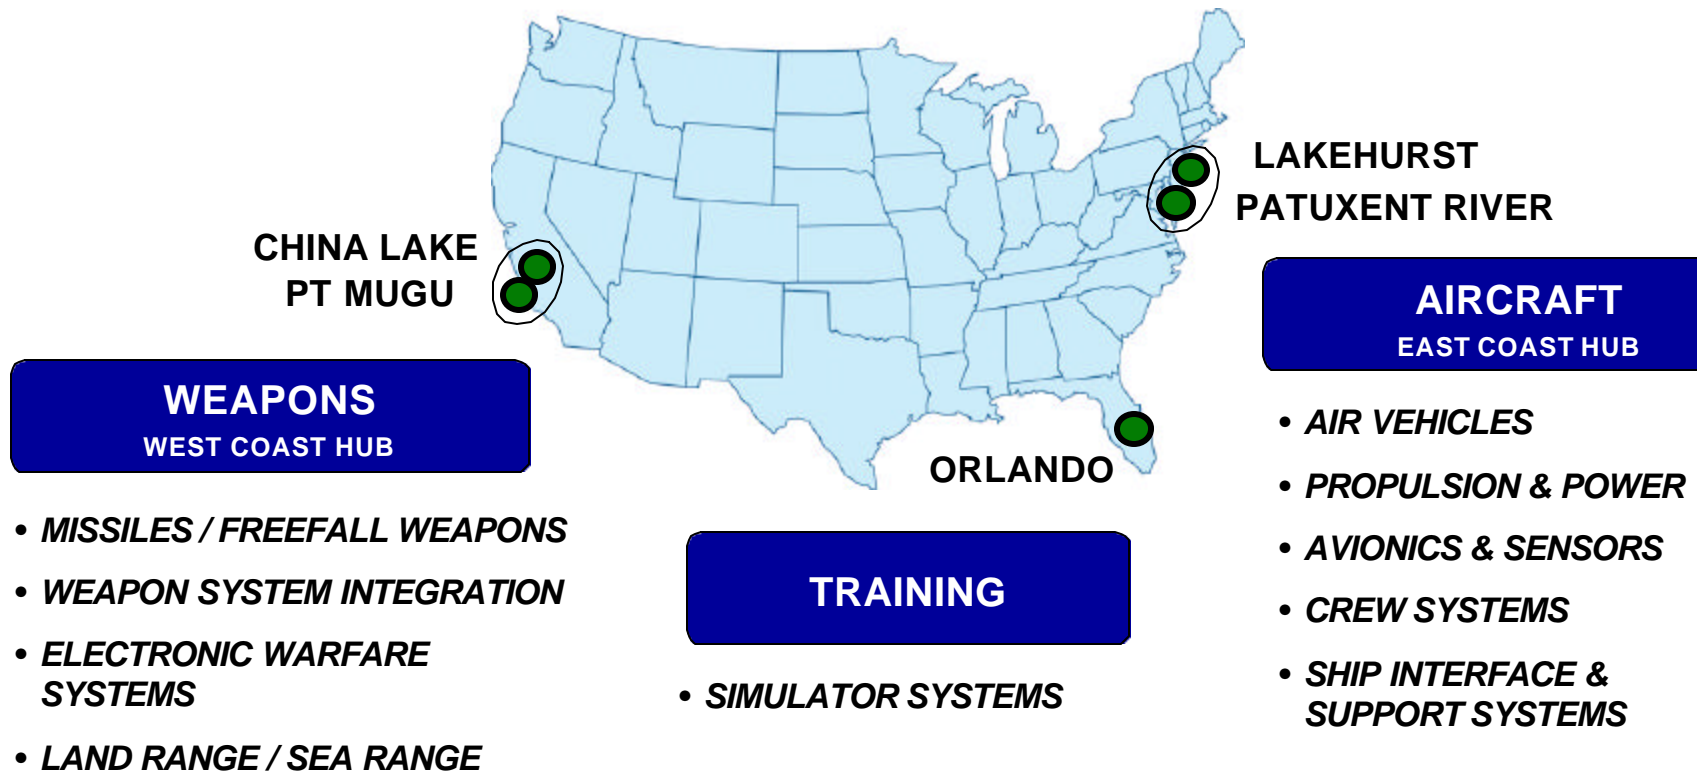 LAKEHURST
PATUXENT RIVER
CHINA LAKE
PT MUGU
ORLANDO
WEAPONS
WEST COAST HUB
• MISSILES / FREEFALL WEAPONS
• WEAPON SYSTEM INTEGRATION
• ELECTRONIC WARFARE
SYSTEMS
• LAND RANGE / SEA RANGE
TRAINING
• SIMULATOR SYSTEMS
AIRCRAFT
EAST COAST HUB
• AIR VEHICLES
• PROPULSION & POWER
• AVIONICS & SENSORS
• CREW SYSTEMS
• SHIP INTERFACE &
SUPPORT SYSTEMS